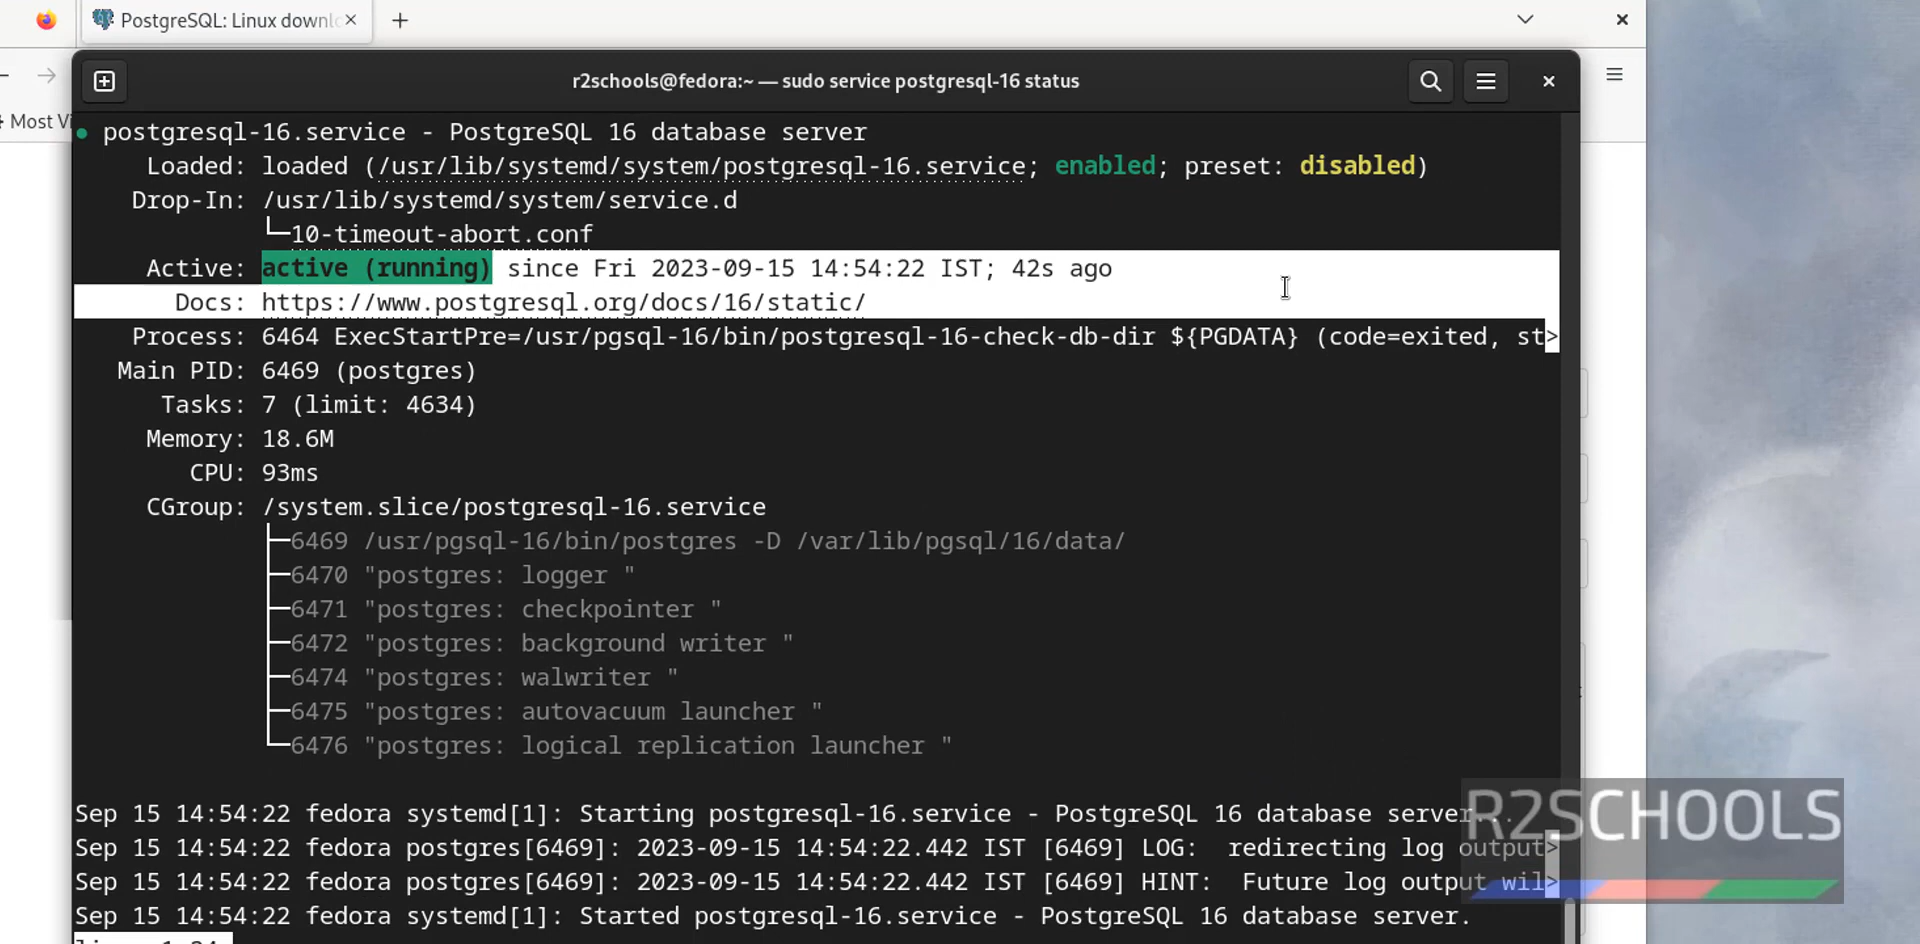 PostgreSQL: Linux downl
r2schools@fedora:~ — sudo service postgresql-16 status
Most Vi
● postgresql-16.service - PostgreSQL 16 database server
Loaded: loaded (/usr/lib/systemd/system/postgresql-16.service; enabled; preset: disabled)
Drop-In: /usr/lib/systemd/system/service.d
└─10-timeout-abort.conf
Active: active (running) since Fri 2023-09-15 14:54:22 IST; 42s ago
Docs: https://www.postgresql.org/docs/16/static/
Process: 6464 ExecStartPre=/usr/pgsql-16/bin/postgresql-16-check-db-dir ${PGDATA} (code=exited, st>
Main PID: 6469 (postgres)
Tasks: 7 (limit: 4634)
Memory: 18.6M
CPU: 93ms
CGroup: /system.slice/postgresql-16.service
├─6469 /usr/pgsql-16/bin/postgres -D /var/lib/pgsql/16/data/
├─6470 "postgres: logger "
├─6471 "postgres: checkpointer "
├─6472 "postgres: background writer "
├─6474 "postgres: walwriter "
├─6475 "postgres: autovacuum launcher "
└─6476 "postgres: logical replication launcher "
Sep 15 14:54:22 fedora systemd[1]: Starting postgresql-16.service - PostgreSQL 16 database server...
Sep 15 14:54:22 fedora postgres[6469]: 2023-09-15 14:54:22.442 IST [6469] LOG:  redirecting log output>
Sep 15 14:54:22 fedora postgres[6469]: 2023-09-15 14:54:22.442 IST [6469] HINT:  Future log output wil>
Sep 15 14:54:22 fedora systemd[1]: Started postgresql-16.service - PostgreSQL 16 database server.
R2SCHOOLS